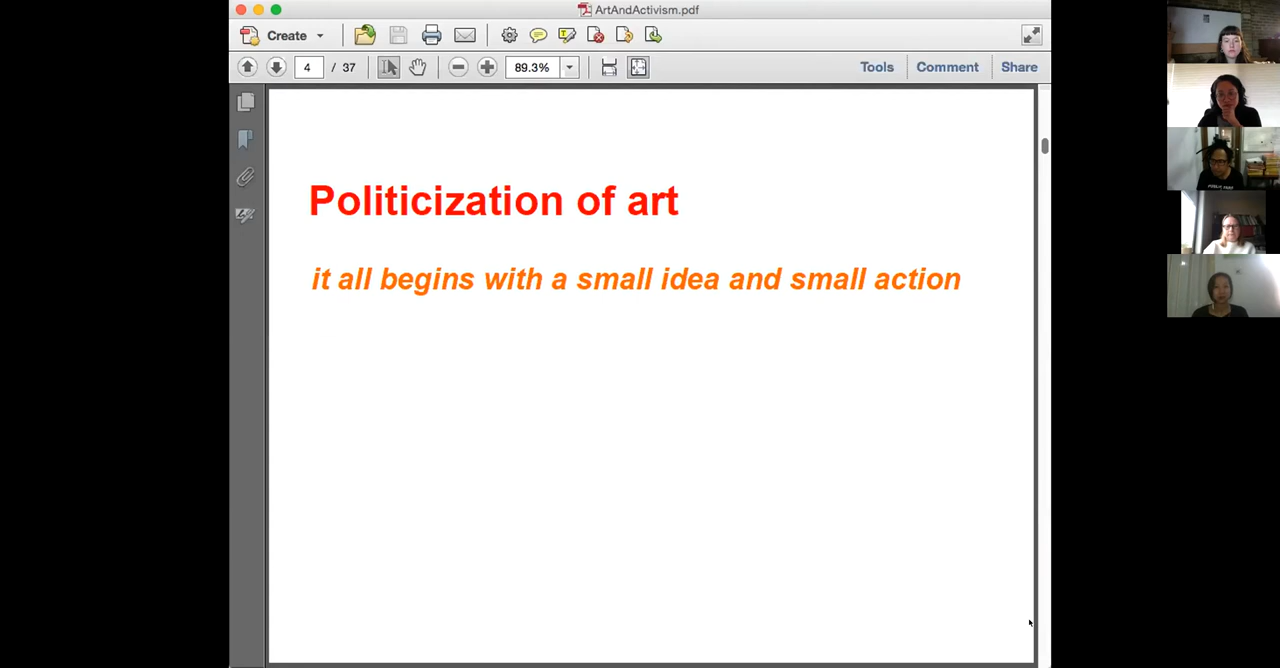 ArtAndActivism.pdf
Create
4 / 37
89.3%
Tools
Comment
Share
Politicization of art
it all begins with a small idea and small action